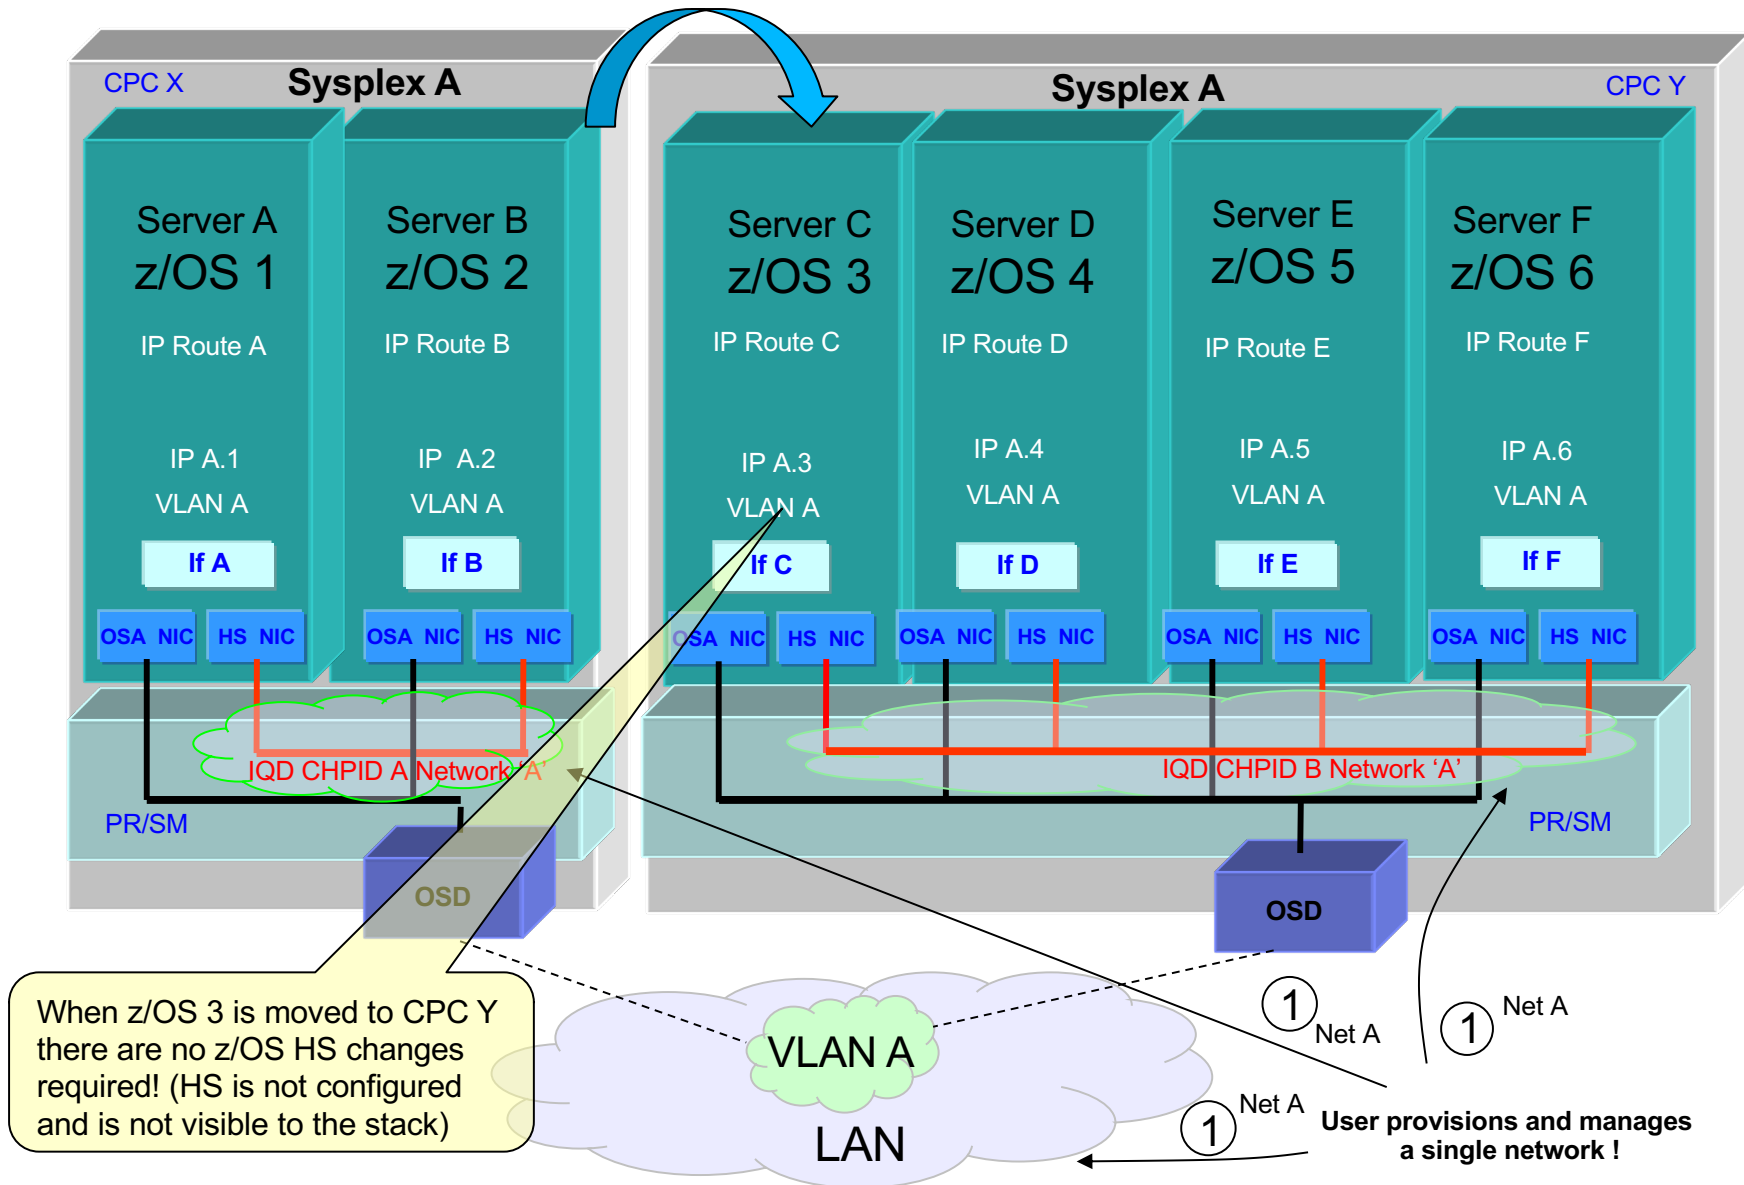 CPC X
Sysplex A
Sysplex A
CPC Y
Server A
z/OS 1
IP Route A
IP A.1
VLAN A
If A
OSA NIC
HS NIC
Server B
z/OS 2
IP Route B
IP A.2
VLAN A
If B
OSA NIC
HS NIC
Server C
z/OS 3
IP Route C
IP A.3
VLAN A
If C
OSA NIC
HS NIC
Server D
z/OS 4
IP Route D
IP A.4
VLAN A
If D
OSA NIC
HS NIC
Server E
z/OS 5
IP Route E
IP A.5
VLAN A
If E
OSA NIC
HS NIC
Server F
z/OS 6
IP Route F
IP A.6
VLAN A
If F
OSA NIC
HS NIC
IQD CHPID A Network ‘A’
IQD CHPID B Network ‘A’
PR/SM
PR/SM
OSD
OSD
When z/OS 3 is moved to CPC Y
there are no z/OS HS changes
required! (HS is not configured
and is not visible to the stack)
VLAN A
LAN
1 Net A
1 Net A
1 Net A
User provisions and manages
a single network !